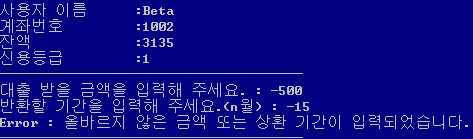 사용자 이름 :Beta
계좌번호 :1002
잔액 :3135
신용등급 :1
대출 받을 금액을 입력해 주세요. : -500
반환할 기간을 입력해 주세요.(n월) : -15
Error : 올바르지 않은 금액 또는 상환 기간이 입력되었습니다.